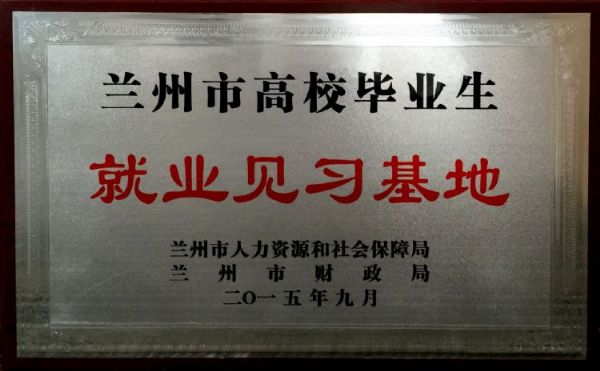 兰州市高校毕业生
就业见习基地
兰州市人力资源和社会保障局
兰州市财政局
二〇一五年九月